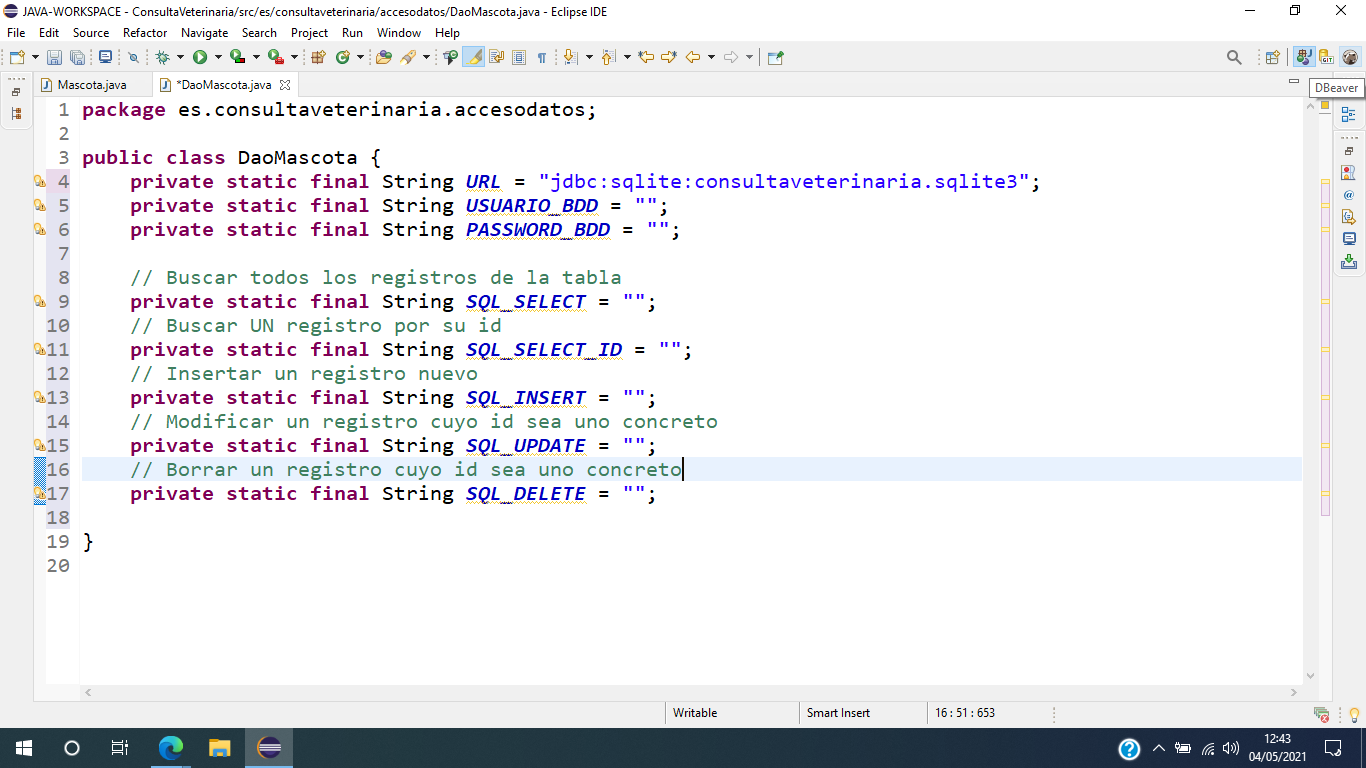 JAVA-WORKSPACE - ConsultaVeterinaria/src/es/consultaveterinaria/accesodatos/DaoMascota.java - Eclipse IDE
File Edit Source Refactor Navigate Search Project Run Window Help
Mascota.java *DaoMascota.java
DBeaver
1 package es.consultaveterinaria.accesodatos;
2
3 public class DaoMascota {
4 private static final String URL = "jdbc:sqlite:consultaveterinaria.sqlite3";
5 private static final String USUARIO_BDD = "";
6 private static final String PASSWORD_BDD = "";
7
8 // Buscar todos los registros de la tabla
9 private static final String SQL_SELECT = "";
10 // Buscar UN registro por su id
11 private static final String SQL_SELECT_ID = "";
12 // Insertar un registro nuevo
13 private static final String SQL_INSERT = "";
14 // Modificar un registro cuyo id sea uno concreto
15 private static final String SQL_UPDATE = "";
16 // Borrar un registro cuyo id sea uno concreto
17 private static final String SQL_DELETE = "";
18
19 }
20
Writable Smart Insert 16 : 51 : 653
12:43
04/05/2021